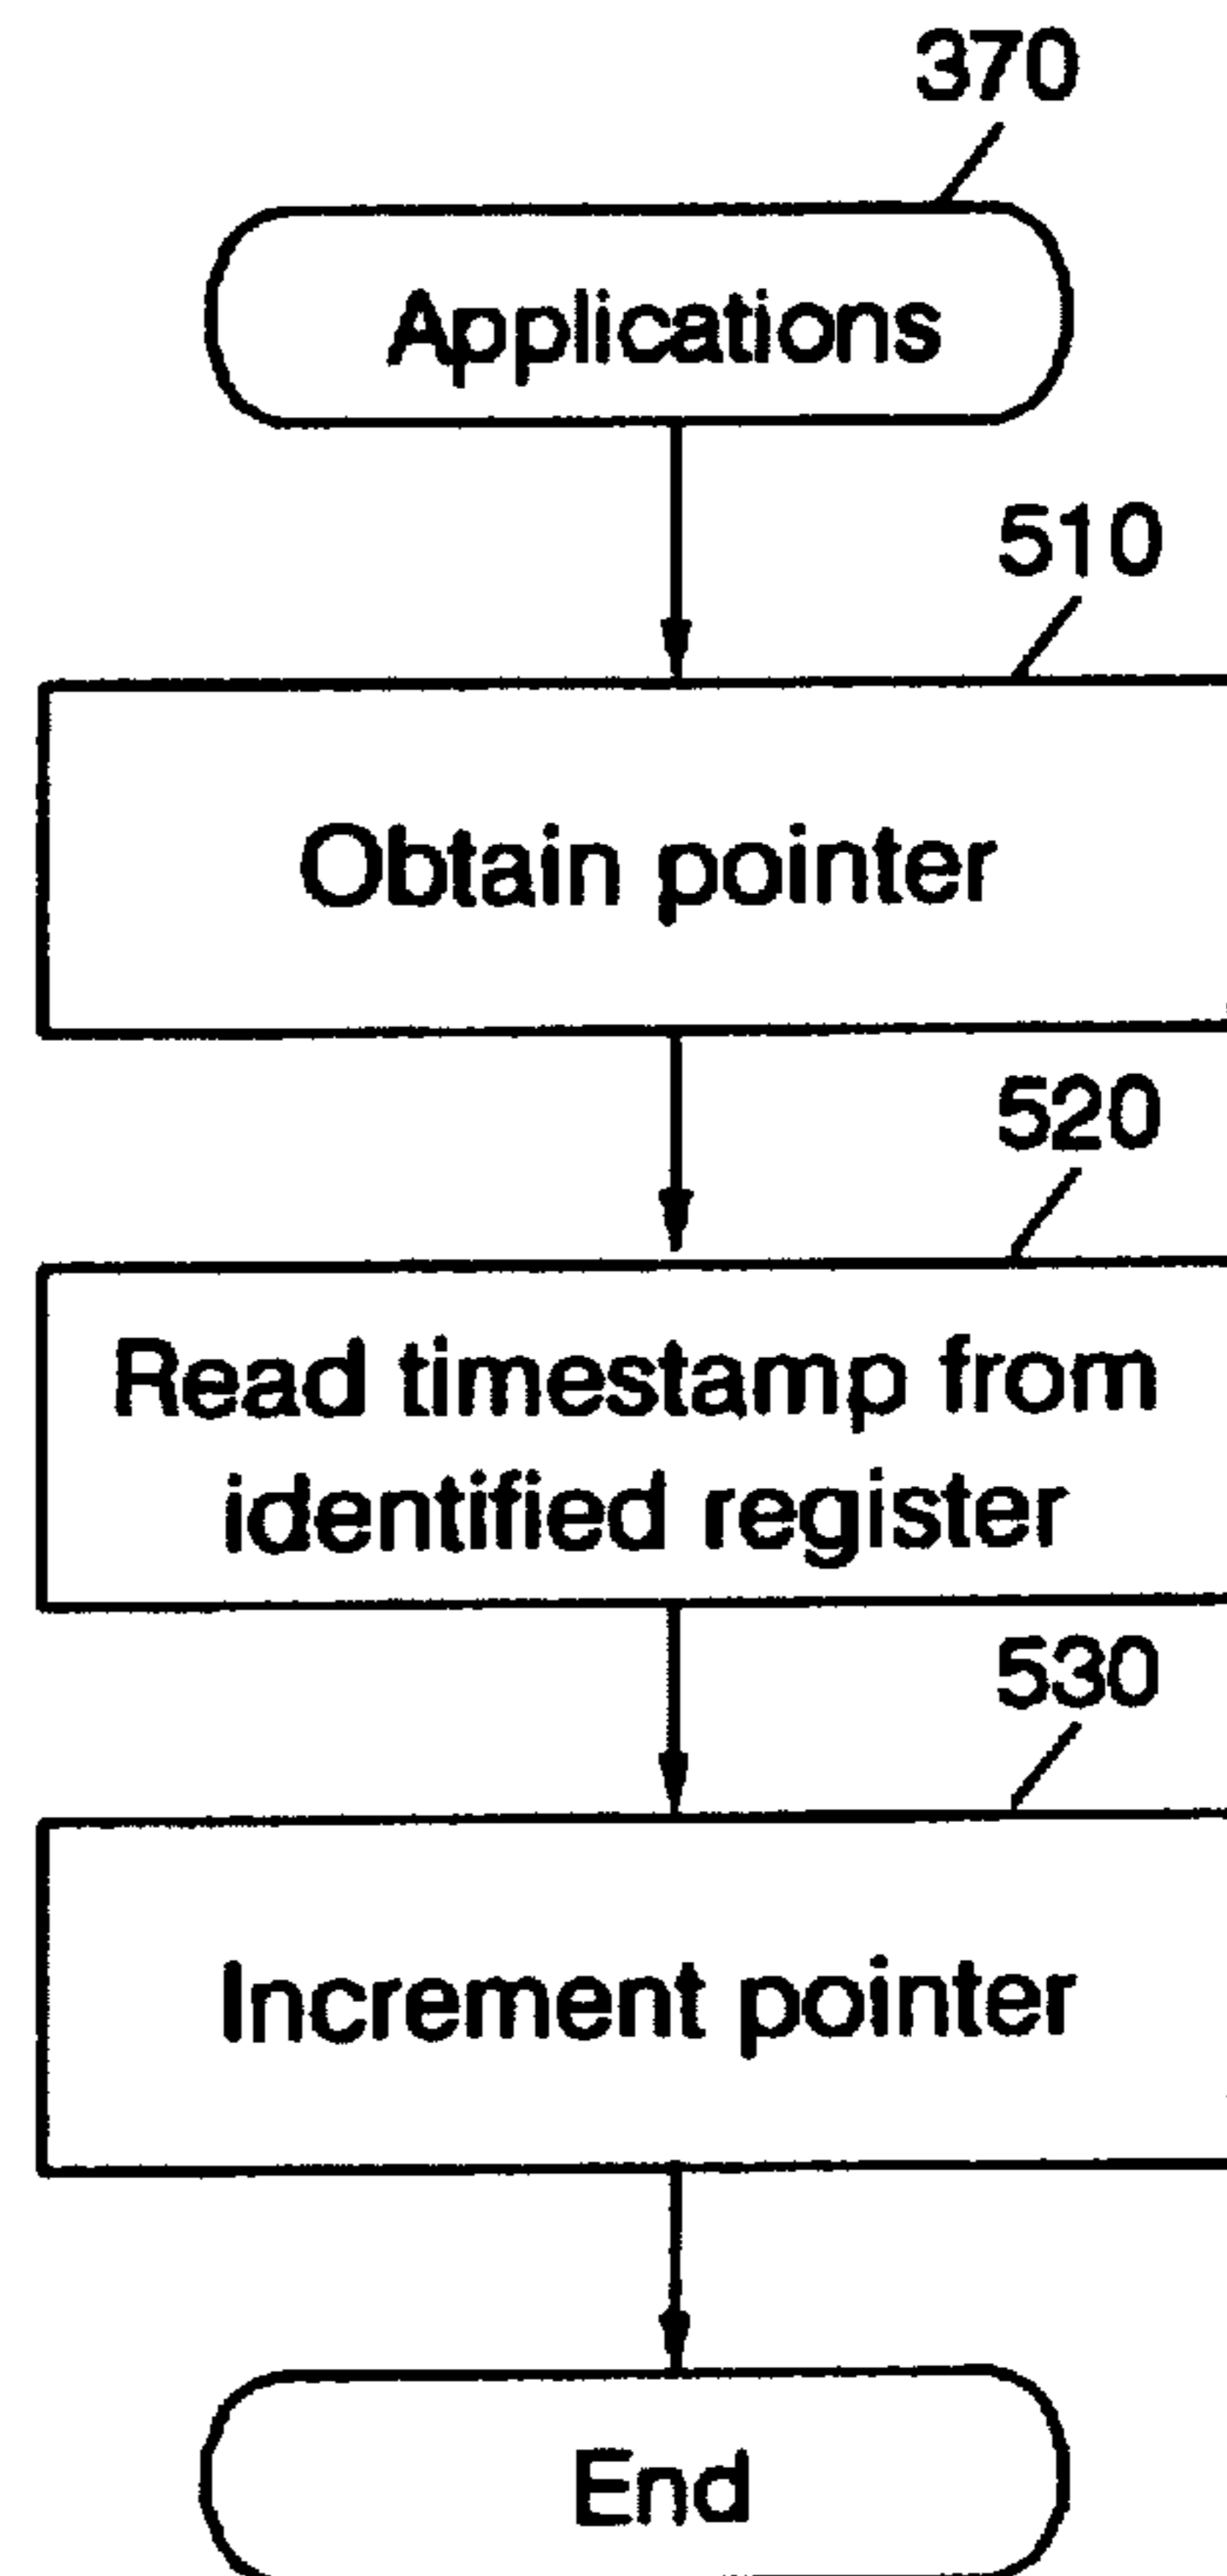 370
Applications
510
Obtain pointer
520
Read timestamp from
identified register
530
Increment pointer
End